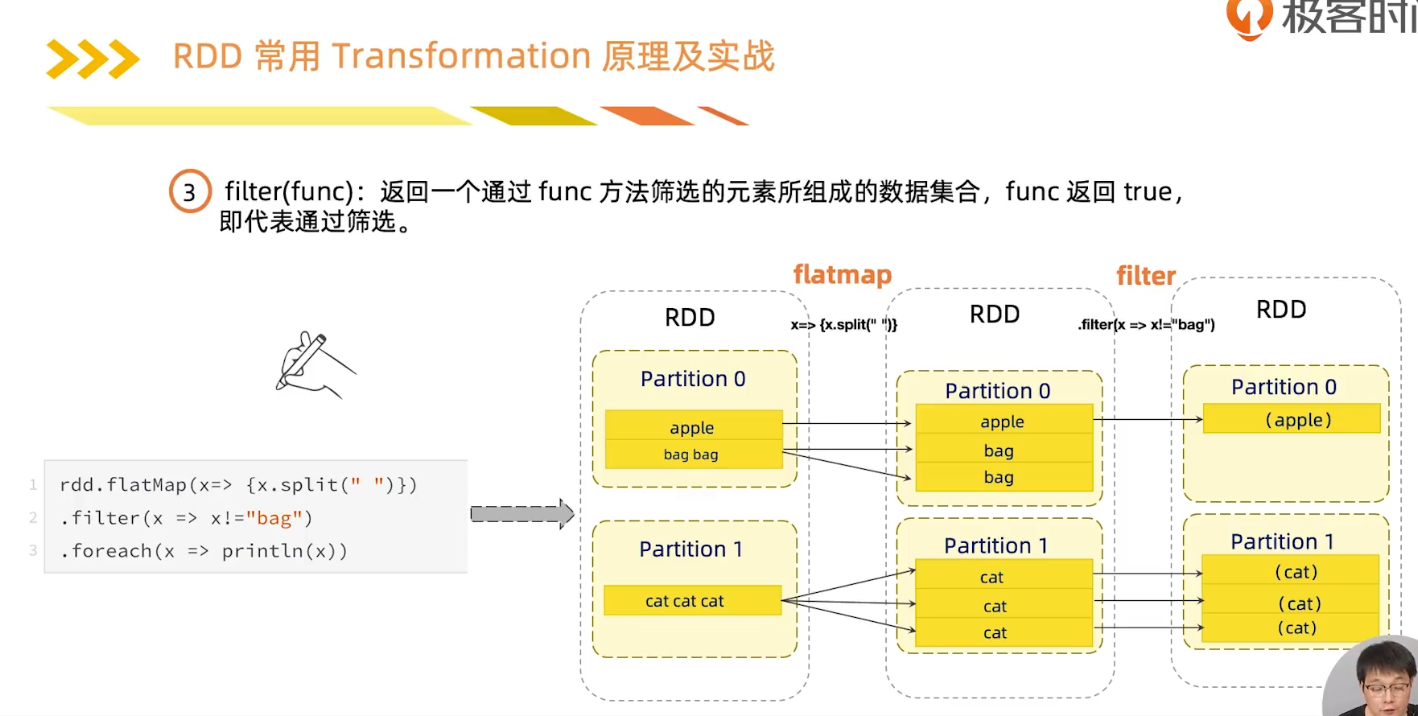 极客时
RDD 常用 Transformation 原理及实战
3 filter(func)：返回一个通过 func 方法筛选的元素所组成的数据集合，func 返回 true，
即代表通过筛选。
1 rdd.flatMap(x=> {x.split(" ")})
2 .filter(x => x!="bag")
3 .foreach(x => println(x))
RDD
Partition 0
apple
bag bag
Partition 1
cat cat cat
flatmap
x=> {x.split(" ")}
RDD
Partition 0
apple
bag
bag
Partition 1
cat
cat
cat
filter
.filter(x => x!="bag")
RDD
Partition 0
(apple)
Partition 1
(cat)
(cat)
(cat)